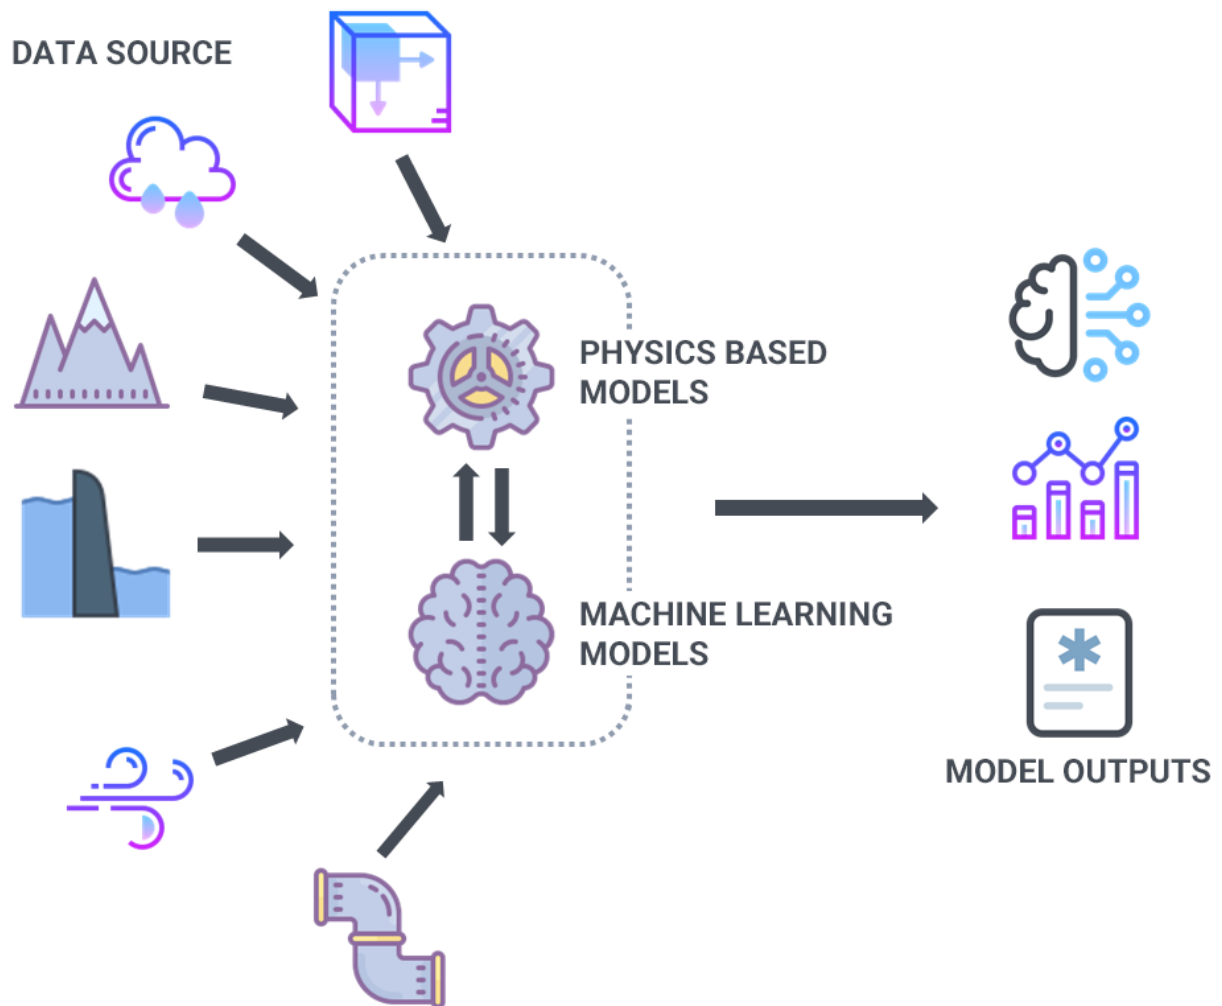 DATA SOURCE
PHYSICS BASED
MODELS
MACHINE LEARNING
MODELS
MODEL OUTPUTS